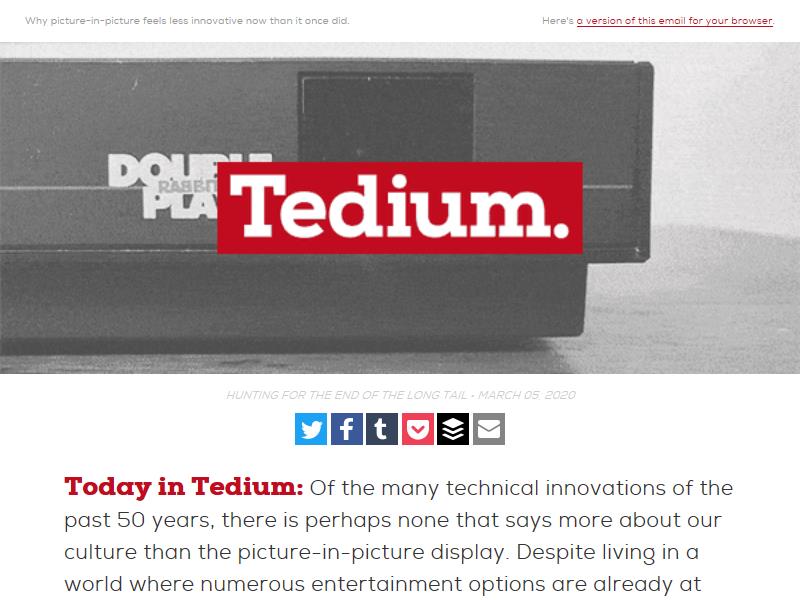 Why picture-in-picture feels less innovative now than it once did.
Here's a version of this email for your browser.
DOUBLE
RABBIT
PLA
Tedium.
HUNTING FOR THE END OF THE LONG TAIL • MARCH 05, 2020
Today in Tedium: Of the many technical innovations of the
past 50 years, there is perhaps none that says more about our
culture than the picture-in-picture display. Despite living in a
world where numerous entertainment options are already at